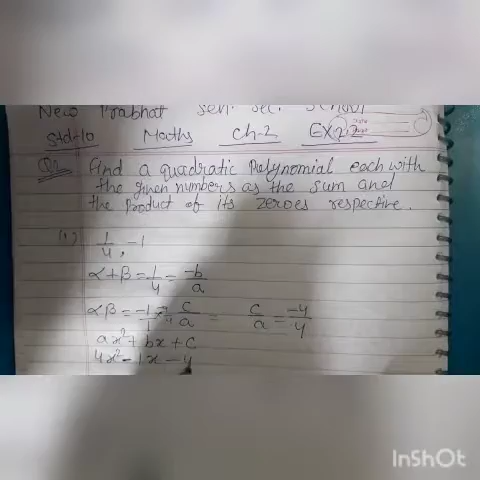 New Prabhat Sen. Sec. School
Std-10 Maths Ch-2 EX 2.2
Q2 Find a quadratic Polynomial each with
the given numbers as the sum and
the Product of its zeroes respective.
(1) 1/4, -1
α+β = 1/4 = -b/a
αβ = -1/1 = c/a = c/a = -4/4
ax²+bx+c
4x²-1x-4
InShOt